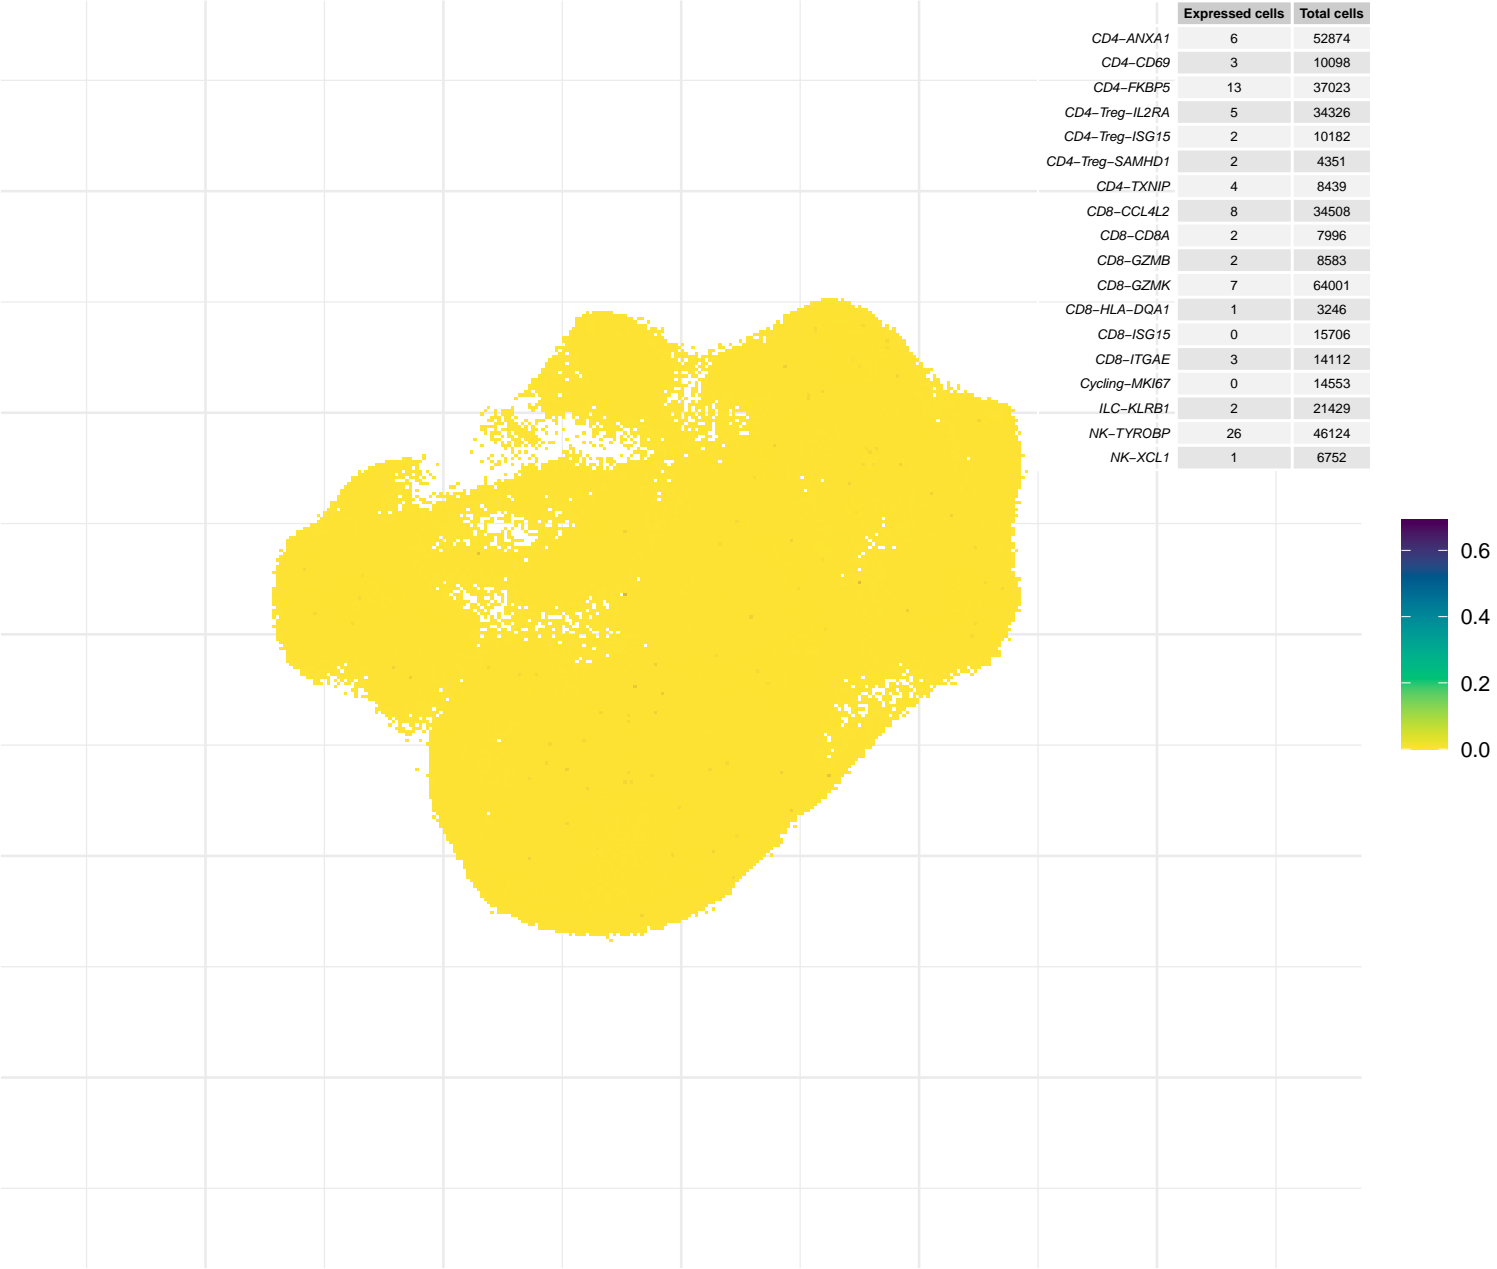 Expressed cells Total cells
CD4−ANXA1 6 52874
CD4−CD69 3 10098
CD4−FKBP5 13 37023
CD4−Treg−IL2RA 5 34326
CD4−Treg−ISG15 2 10182
CD4−Treg−SAMHD1 2 4351
CD4−TXNIP 4 8439
CD8−CCL4L2 8 34508
CD8−CD8A 2 7996
CD8−GZMB 2 8583
CD8−GZMK 7 64001
CD8−HLA−DQA1 1 3246
CD8−ISG15 0 15706
CD8−ITGAE 3 14112
Cycling−MKI67 0 14553
ILC−KLRB1 2 21429
NK−TYROBP 26 46124
NK−XCL1 1 6752
0.6
0.4
0.2
0.0